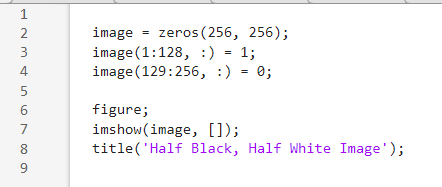 1
2 image = zeros(256, 256);
3 image(1:128, :) = 1;
4 image(129:256, :) = 0;
5
6 figure;
7 imshow(image, []);
8 title('Half Black, Half White Image');
9